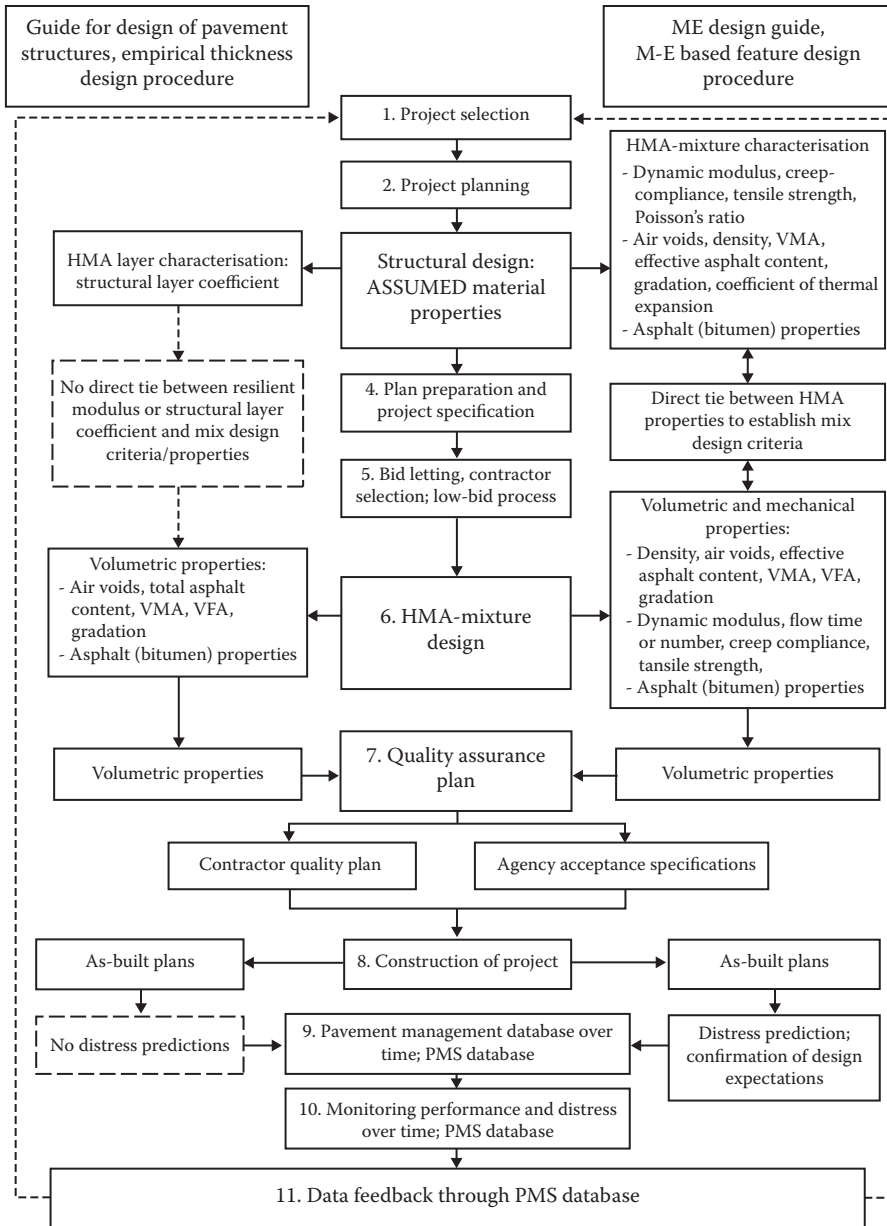 Guide for design of pavement
structures, empirical thickness
design procedure
ME design guide,
M-E based feature design
procedure
1. Project selection
2. Project planning
HMA-mixture characterisation
- Dynamic modulus, creep-
compliance, tensile strength,
Poisson's ratio
- Air voids, density, VMA,
effective asphalt content,
gradation, coefficient of thermal
expansion
- Asphalt (bitumen) properties
HMA layer characterisation:
structural layer coefficient
Structural design:
ASSUMED material
properties
No direct tie between resilient
modulus or structural layer
coefficient and mix design
criteria/properties
4. Plan preparation and
project specification
Direct tie between HMA
properties to establish mix
design criteria
5. Bid letting, contractor
selection; low-bid process
Volumetric properties:
- Air voids, total asphalt
content, VMA, VFA,
gradation
- Asphalt (bitumen) properties
6. HMA-mixture
design
Volumetric and mechanical
properties:
- Density, air voids, effective
asphalt content, VMA, VFA,
gradation
- Dynamic modulus, flow time
or number, creep compliance,
tansile strength,
- Asphalt (bitumen) properties
Volumetric properties
7. Quality assurance
plan
Volumetric properties
Contractor quality plan
Agency acceptance specifications
As-built plans
8. Construction of project
As-built plans
No distress predictions
9. Pavement management database over
time; PMS database
Distress prediction;
confirmation of design
expectations
10. Monitoring performance and distress
over time; PMS database
11. Data feedback through PMS database